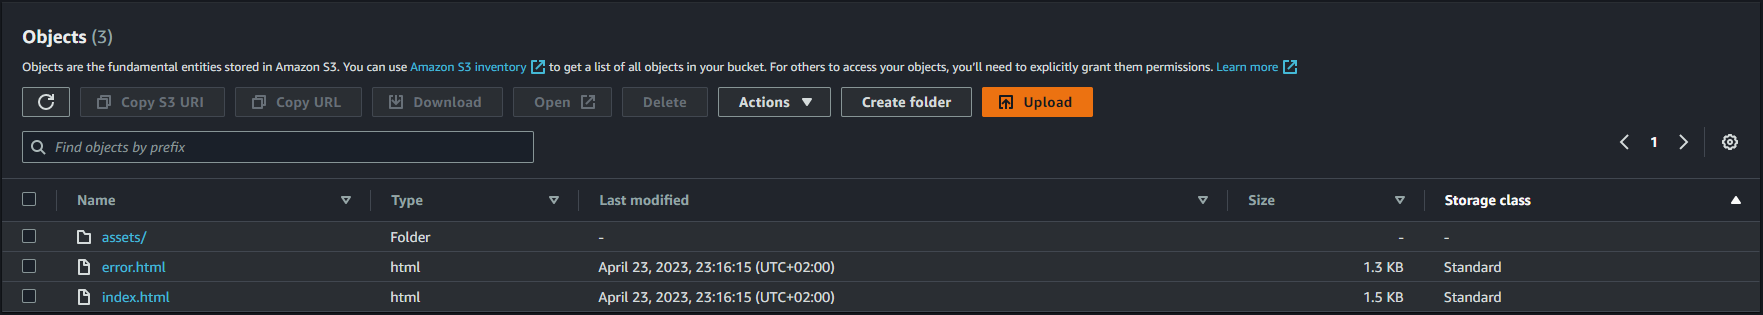 Objects (3)
Objects are the fundamental entities stored in Amazon S3. You can use Amazon S3 inventory to get a list of all objects in your bucket. For others to access your objects, you'll need to explicitly grant them permissions. Learn more
Copy S3 URI Copy URL Download Open Delete Actions Create folder Upload
Find objects by prefix 1
Name Type Last modified Size Storage class
assets/ Folder - - -
error.html html April 23, 2023, 23:16:15 (UTC+02:00) 1.3 KB Standard
index.html html April 23, 2023, 23:16:15 (UTC+02:00) 1.5 KB Standard